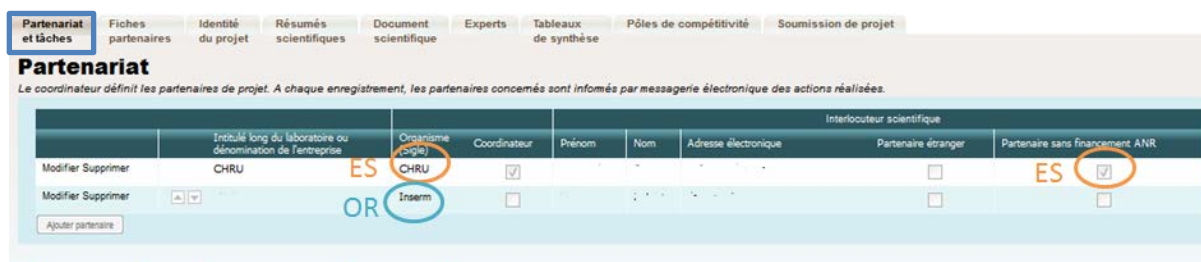 Partenariat et tâches
Fiches partenaires
Identité du projet
Résumés scientifiques
Document scientifique
Experts
Tableaux de synthèse
Pôles de compétitivité
Soumission de projet
Partenariat
Le coordinateur définit les partenaires de projet. A chaque enregistrement, les partenaires concernés sont informés par messagerie électronique des actions réalisées.
Interlocuteur scientifique
Intitulé long du laboratoire ou dénomination de l'entreprise
Organisme (Sigle)
Coordinateur
Prénom
Nom
Adresse électronique
Partenaire étranger
Partenaire sans financement ANR
Modifier Supprimer CHRU ES CHRU ES
Modifier Supprimer OR Inserm
Ajouter partenaire